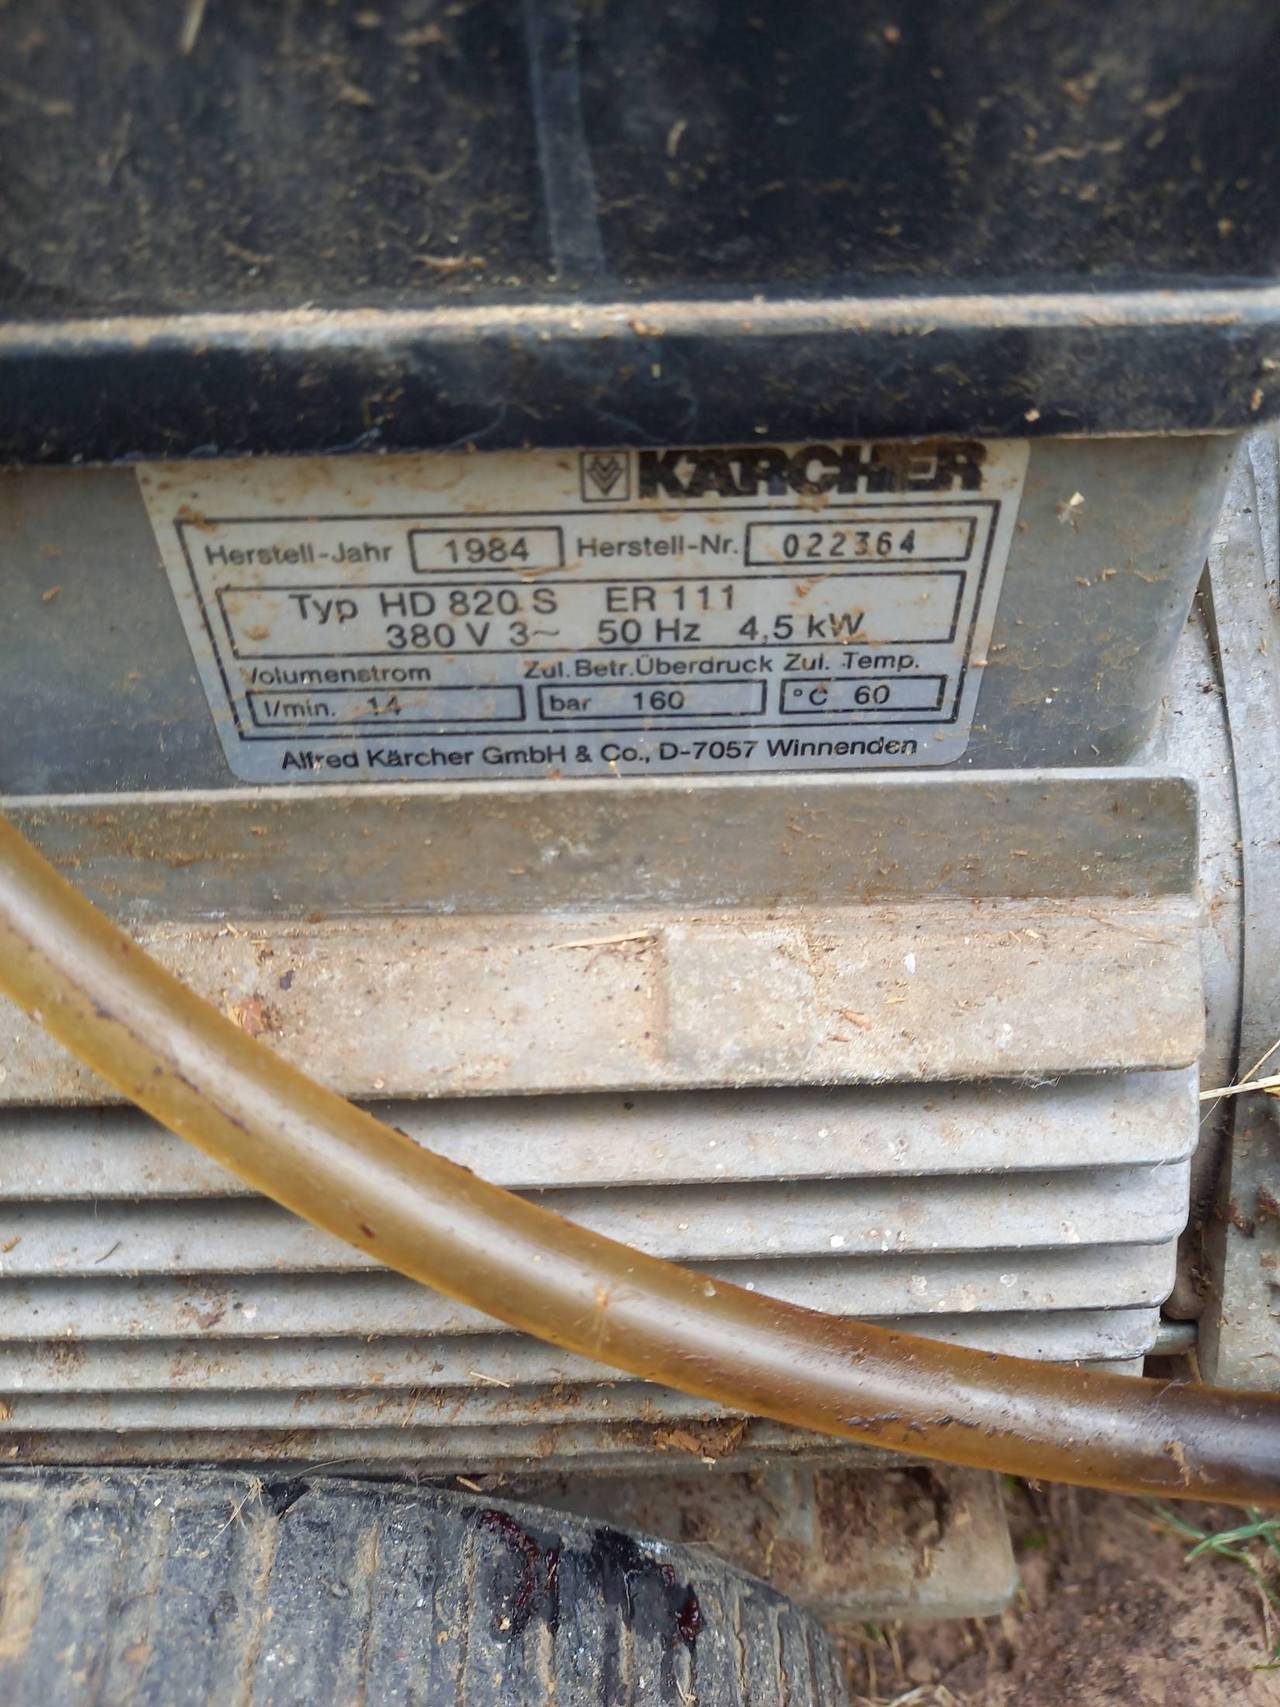 KÄRCHER
Herstell-Jahr 1984 Herstell-Nr. 022364
Typ HD 820 S ER 111
380 V 3~ 50 Hz 4,5 kW
Volumenstrom Zul.Betr.Überdruck Zul. Temp.
l/min. 14 bar 160 °C 60
Alfred Kärcher GmbH & Co., D-7057 Winnenden